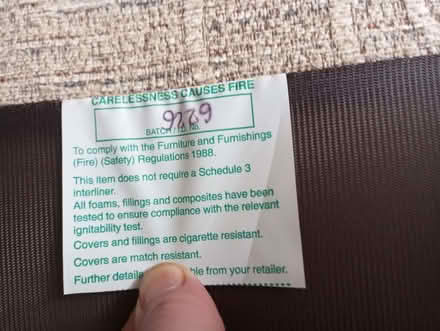 CARELESSNESS CAUSES FIRE
BATCH / I.D. NO.
To comply with the Furniture and Furnishings
(Fire) (Safety) Regulations 1988.
This item does not require a Schedule 3
interliner.
All foams, fillings and composites have been
tested to ensure compliance with the relevant
ignitability test.
Covers and fillings are cigarette resistant.
Covers are match resistant.
Further details from your retailer.